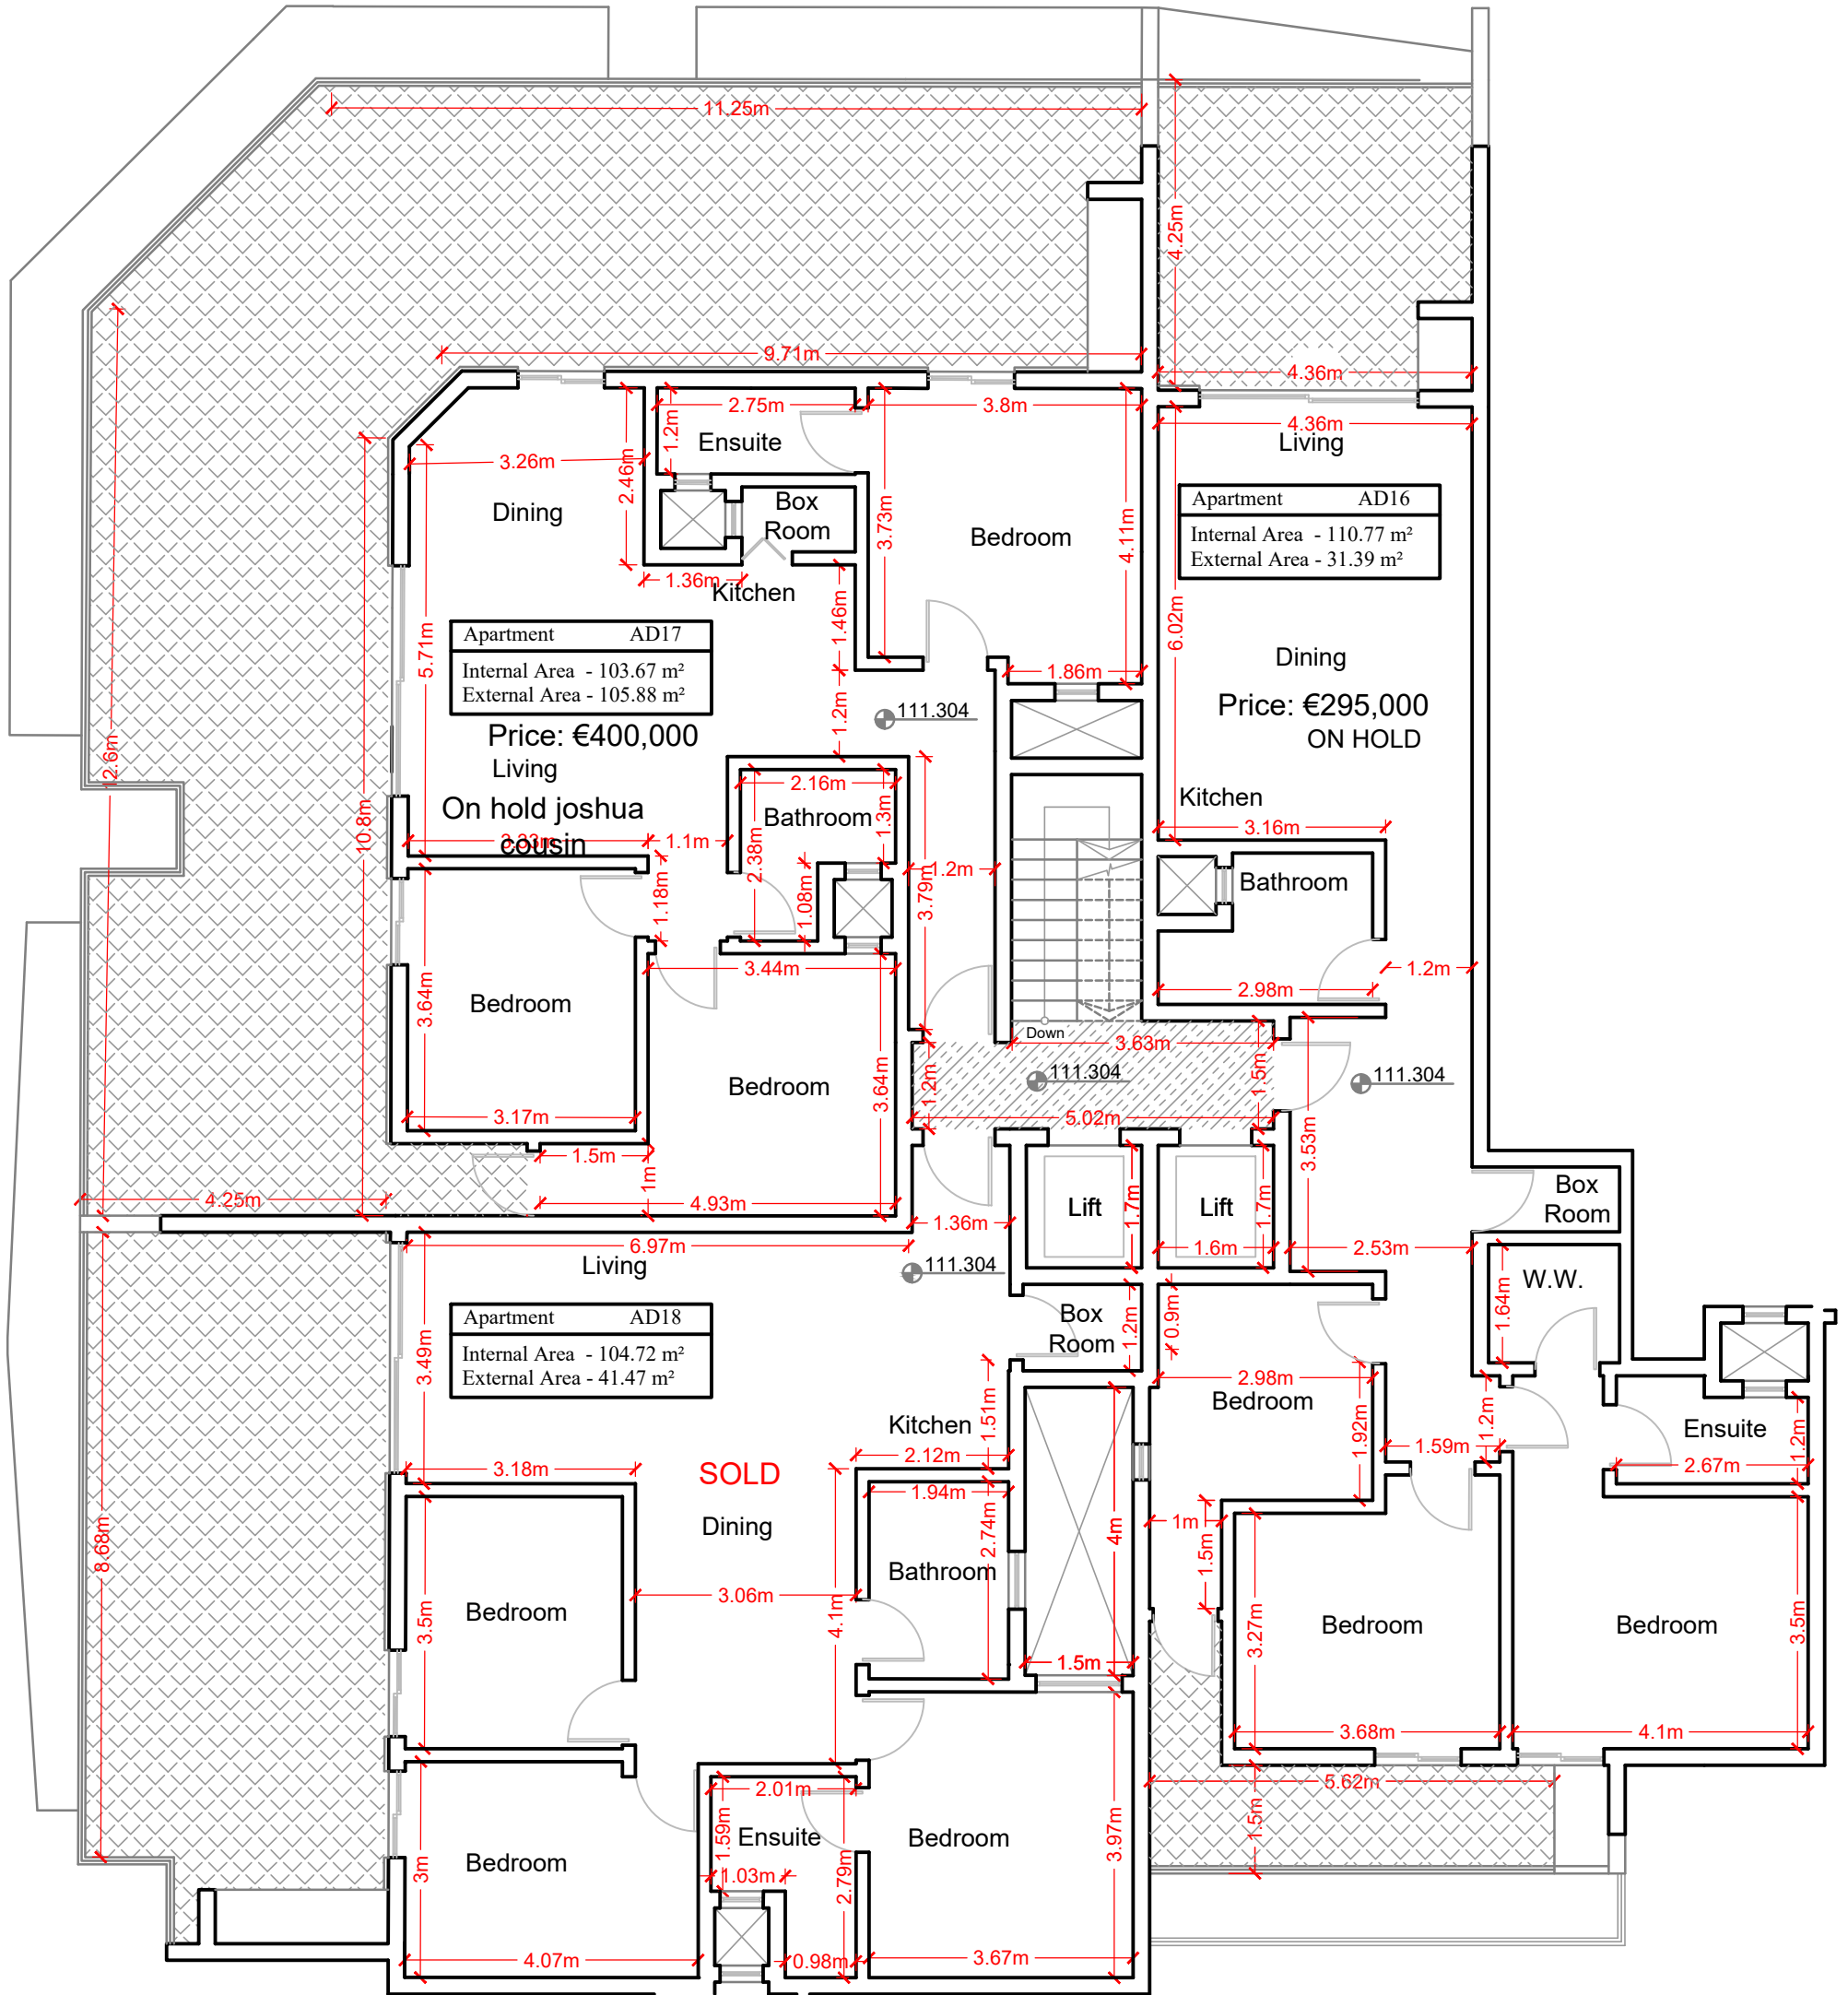 11.25m
4.25m
9.71m
4.36m
2.75m
3.8m
4.36m
Living
1.2m
Ensuite
3.26m
2.46m
Dining
Box
Room
3.73m
Bedroom
4.11m
Apartment AD16
Internal Area - 110.77 m²
External Area - 31.39 m²
1.36m
Kitchen
1.46m
5.71m
6.02m
Apartment AD17
Internal Area - 103.67 m²
External Area - 105.88 m²
1.86m
Dining
Price: €295,000
ON HOLD
1.2m
111.304
Price: €400,000
Living
12.6m
2.16m
On hold joshua
cousin
3.33m
1.1m
Bathroom
1.3m
Kitchen
3.16m
10.8m
2.38m
1.2m
Bathroom
1.18m
1.08m
3.79m
3.44m
1.2m
2.98m
3.64m
Bedroom
Down
3.63m
1.5m
111.304
111.304
Bedroom
3.64m
1.2m
3.17m
5.02m
1.5m
1m
3.53m
4.25m
4.93m
1.36m
Lift
1.7m
Lift
1.7m
Box
Room
6.97m
1.6m
2.53m
Living
111.304
W.W.
1.64m
Apartment AD18
Internal Area - 104.72 m²
External Area - 41.47 m²
Box
Room
1.2m
0.9m
3.49m
2.98m
Bedroom
Kitchen
1.51m
1.92m
1.2m
1.59m
Ensuite
1.2m
2.12m
2.67m
3.18m
SOLD
1.94m
Dining
1m
1.5m
4m
8.68m
2.74m
Bathroom
3.06m
3.5m
Bedroom
4.1m
3.27m
Bedroom
Bedroom
3.5m
1.5m
3.68m
4.1m
5.62m
2.01m
1.5m
1.59m
Ensuite
Bedroom
3.97m
Bedroom
3m
1.03m
2.79m
4.07m
0.98m
3.67m